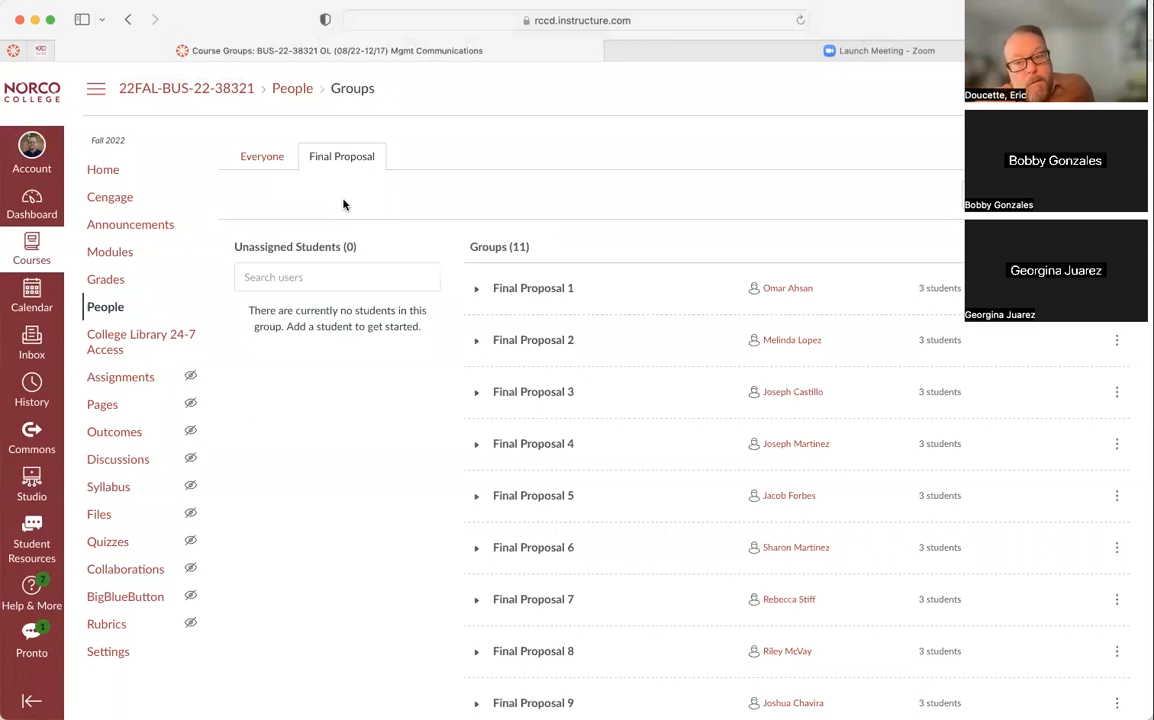 rccd.instructure.com
Course Groups: BUS-22-38321 OL (08/22-12/17) Mgmt Communications
Launch Meeting - Zoom
NORCO
COLLEGE
22FAL-BUS-22-38321 › People › Groups
Account
Dashboard
Courses
Calendar
Inbox
History
Commons
Studio
Student
Resources
7
Help & More
1
Pronto
Fall 2022
Home
Cengage
Announcements
Modules
Grades
People
College Library 24-7
Access
Assignments
Pages
Outcomes
Discussions
Syllabus
Files
Quizzes
Collaborations
BigBlueButton
Rubrics
Settings
Everyone
Final Proposal
Unassigned Students (0)
Search users
There are currently no students in this
group. Add a student to get started.
Groups (11)
Final Proposal 1 Omar Ahsan 3 students
Final Proposal 2 Melinda Lopez 3 students
Final Proposal 3 Joseph Castillo 3 students
Final Proposal 4 Joseph Martinez 3 students
Final Proposal 5 Jacob Forbes 3 students
Final Proposal 6 Sharon Martinez 3 students
Final Proposal 7 Rebecca Stiff 3 students
Final Proposal 8 Riley McVay 3 students
Final Proposal 9 Joshua Chavira 3 students
Doucette, Eric
Bobby Gonzales
Bobby Gonzales
Georgina Juarez
Georgina Juarez